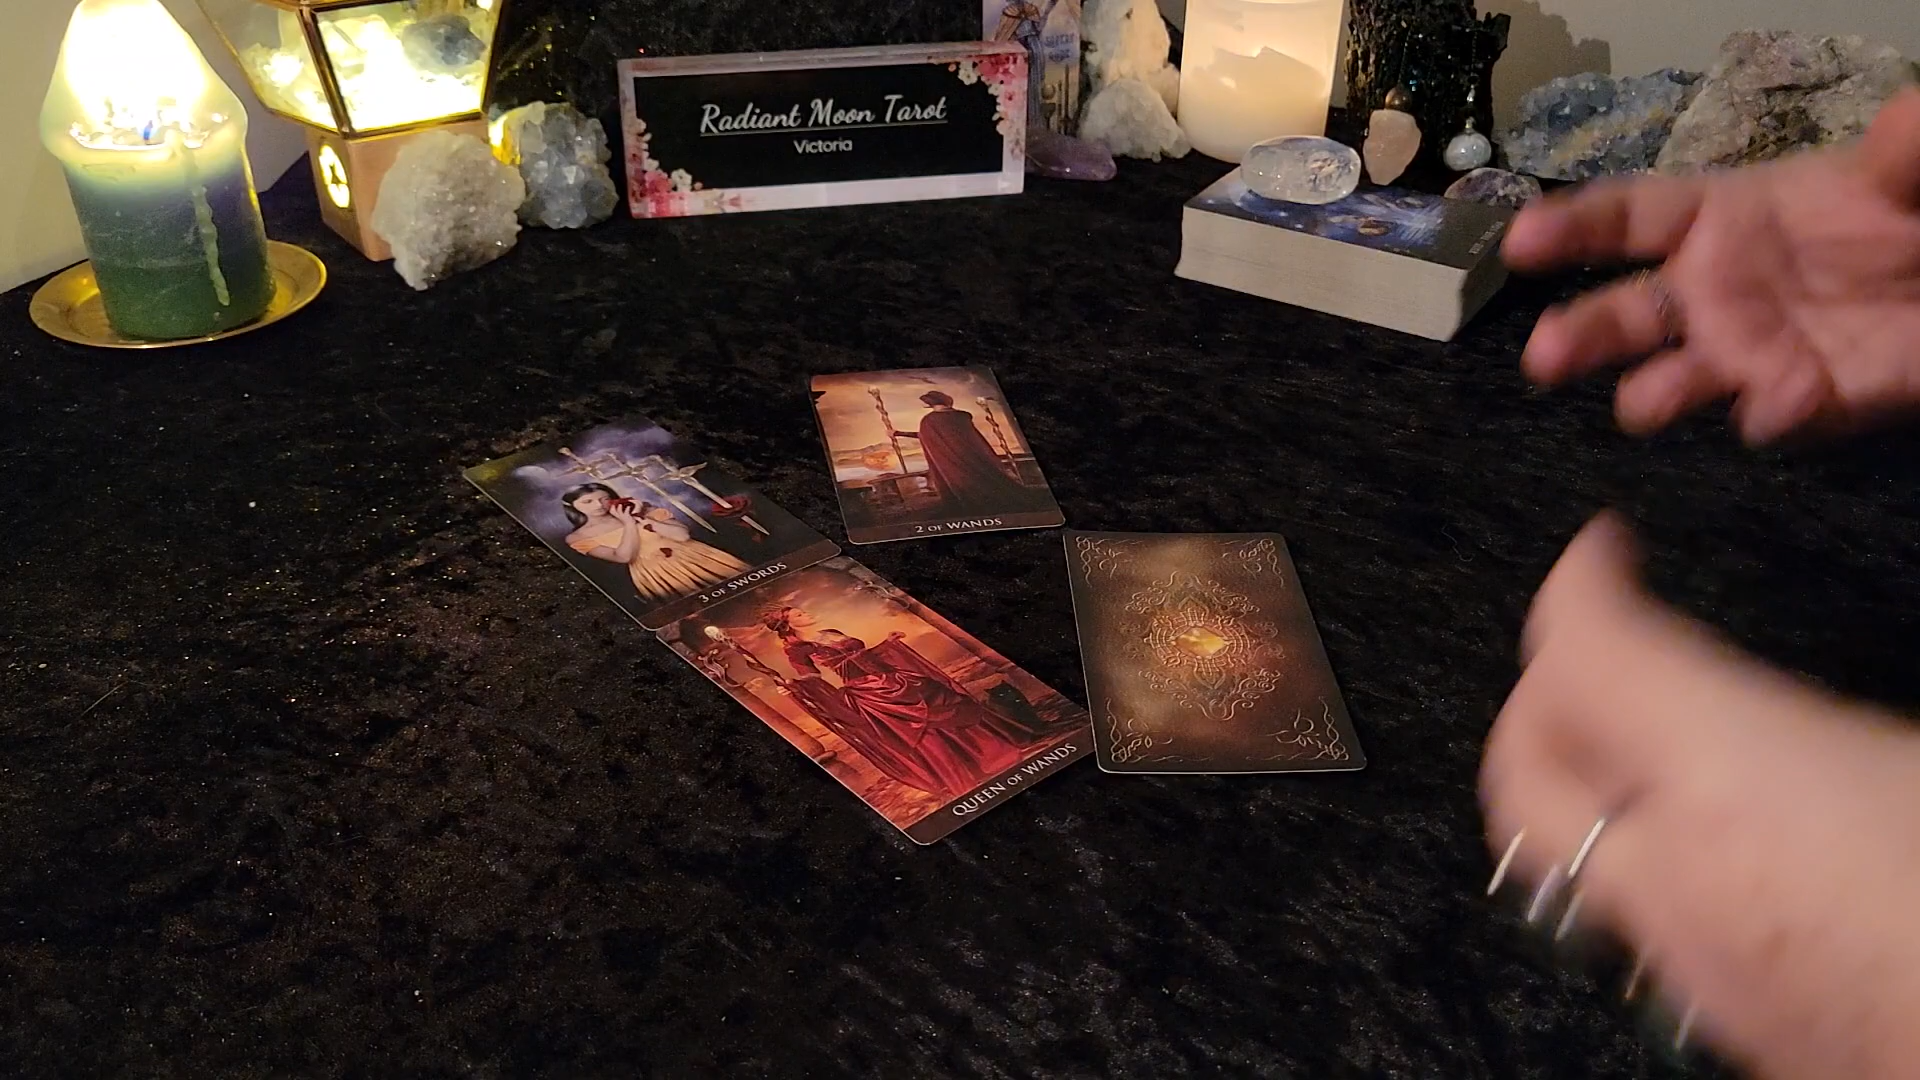 Radiant Moon Tarot
Victoria
2 OF WANDS
3 OF SWORDS
QUEEN OF WANDS